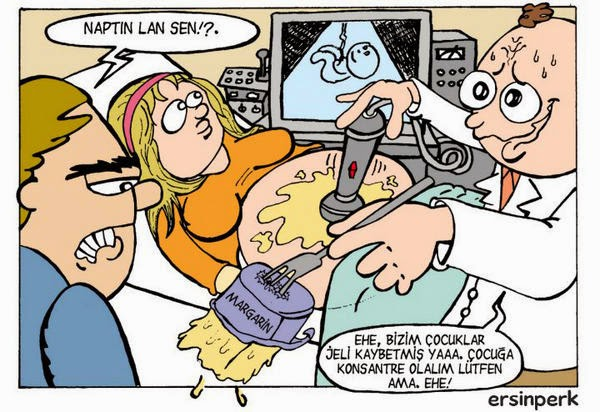 NAPTIN LAN SEN!?.
MARGARİN
EHE, BİZİM ÇOCUKLAR
JELİ KAYBETMİŞ YAAA. ÇOCUĞA
KONSANTRE OLALIM LÜTFEN
AMA. EHE!
ersinperk